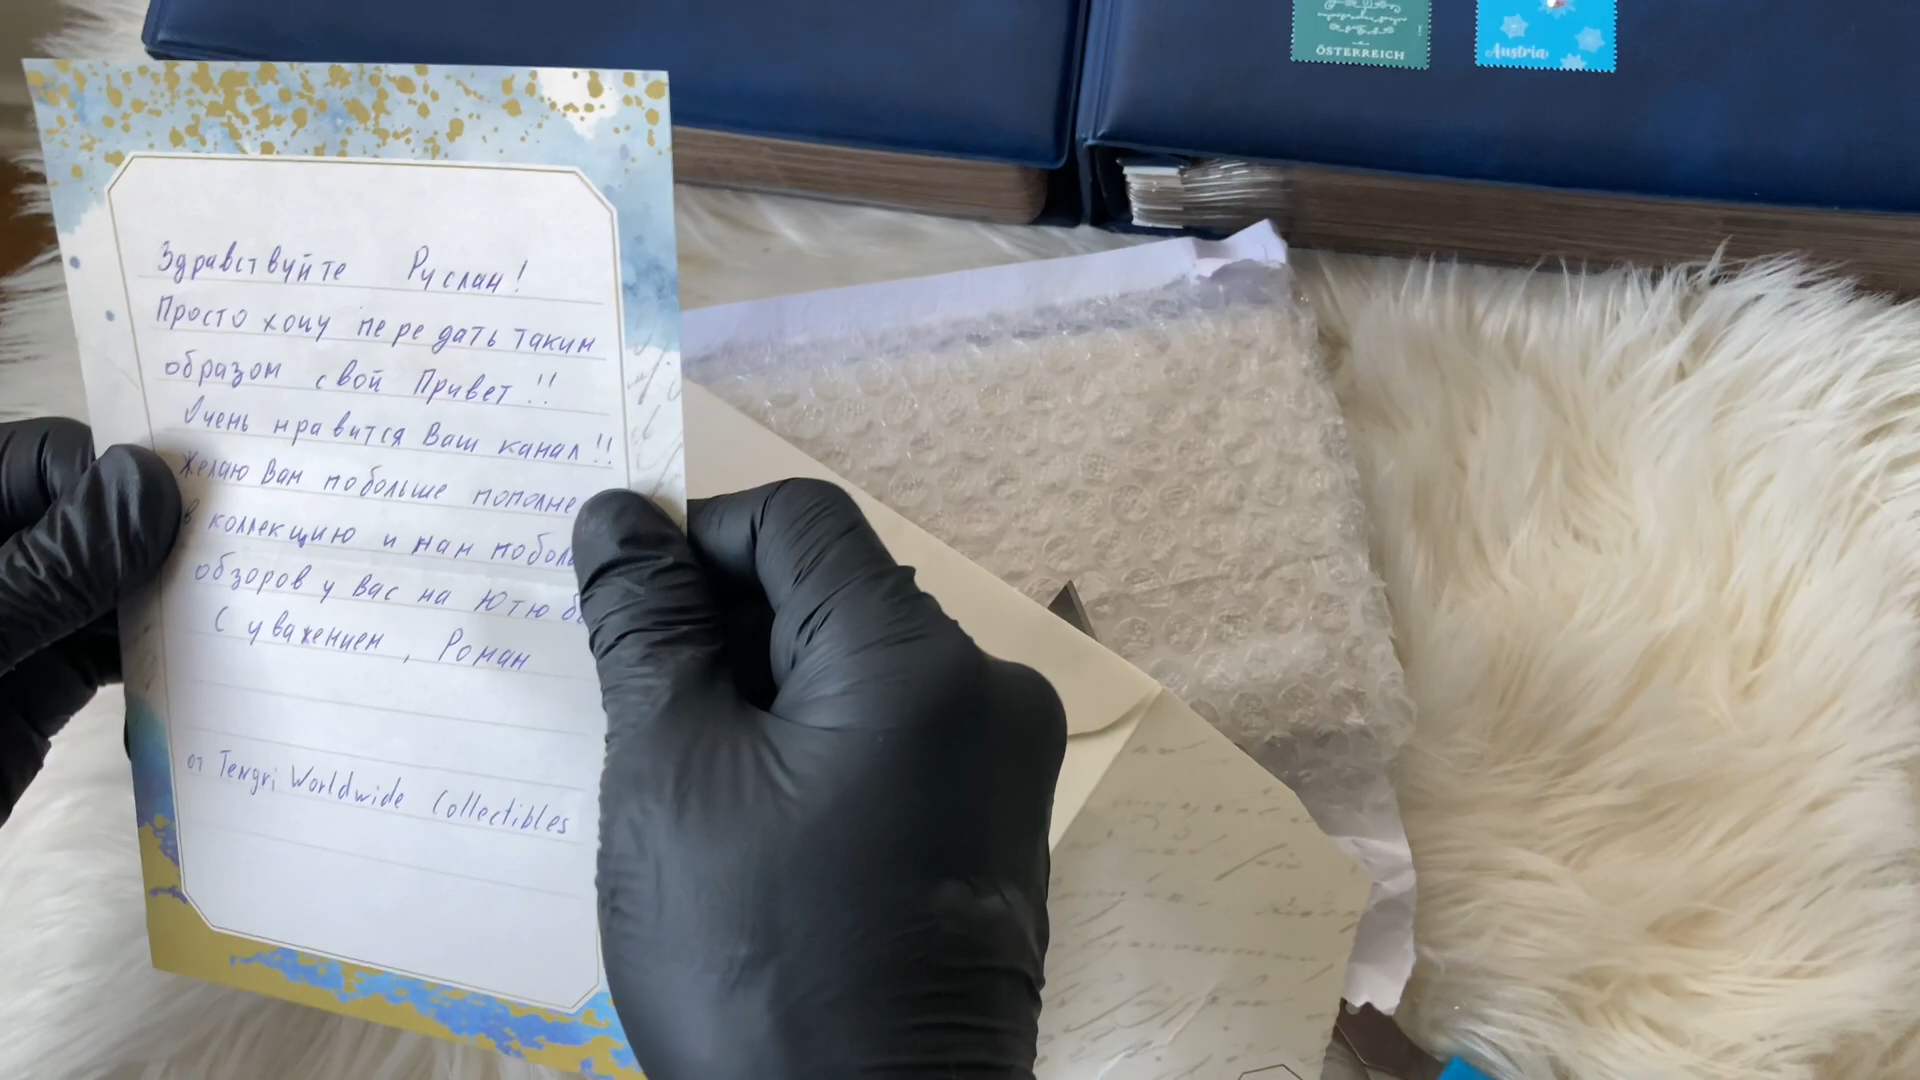 ÖSTERREICH
Austria
Здравствуйте Руслан!
Просто хочу передать таким
образом свой Привет!!
Очень нравится Ваш канал!!
Желаю Вам побольше пополне
в коллекцию и нам побол
обзоров у Вас на Ютюб
С уважением, Роман
от Tengri Worldwide Collectibles